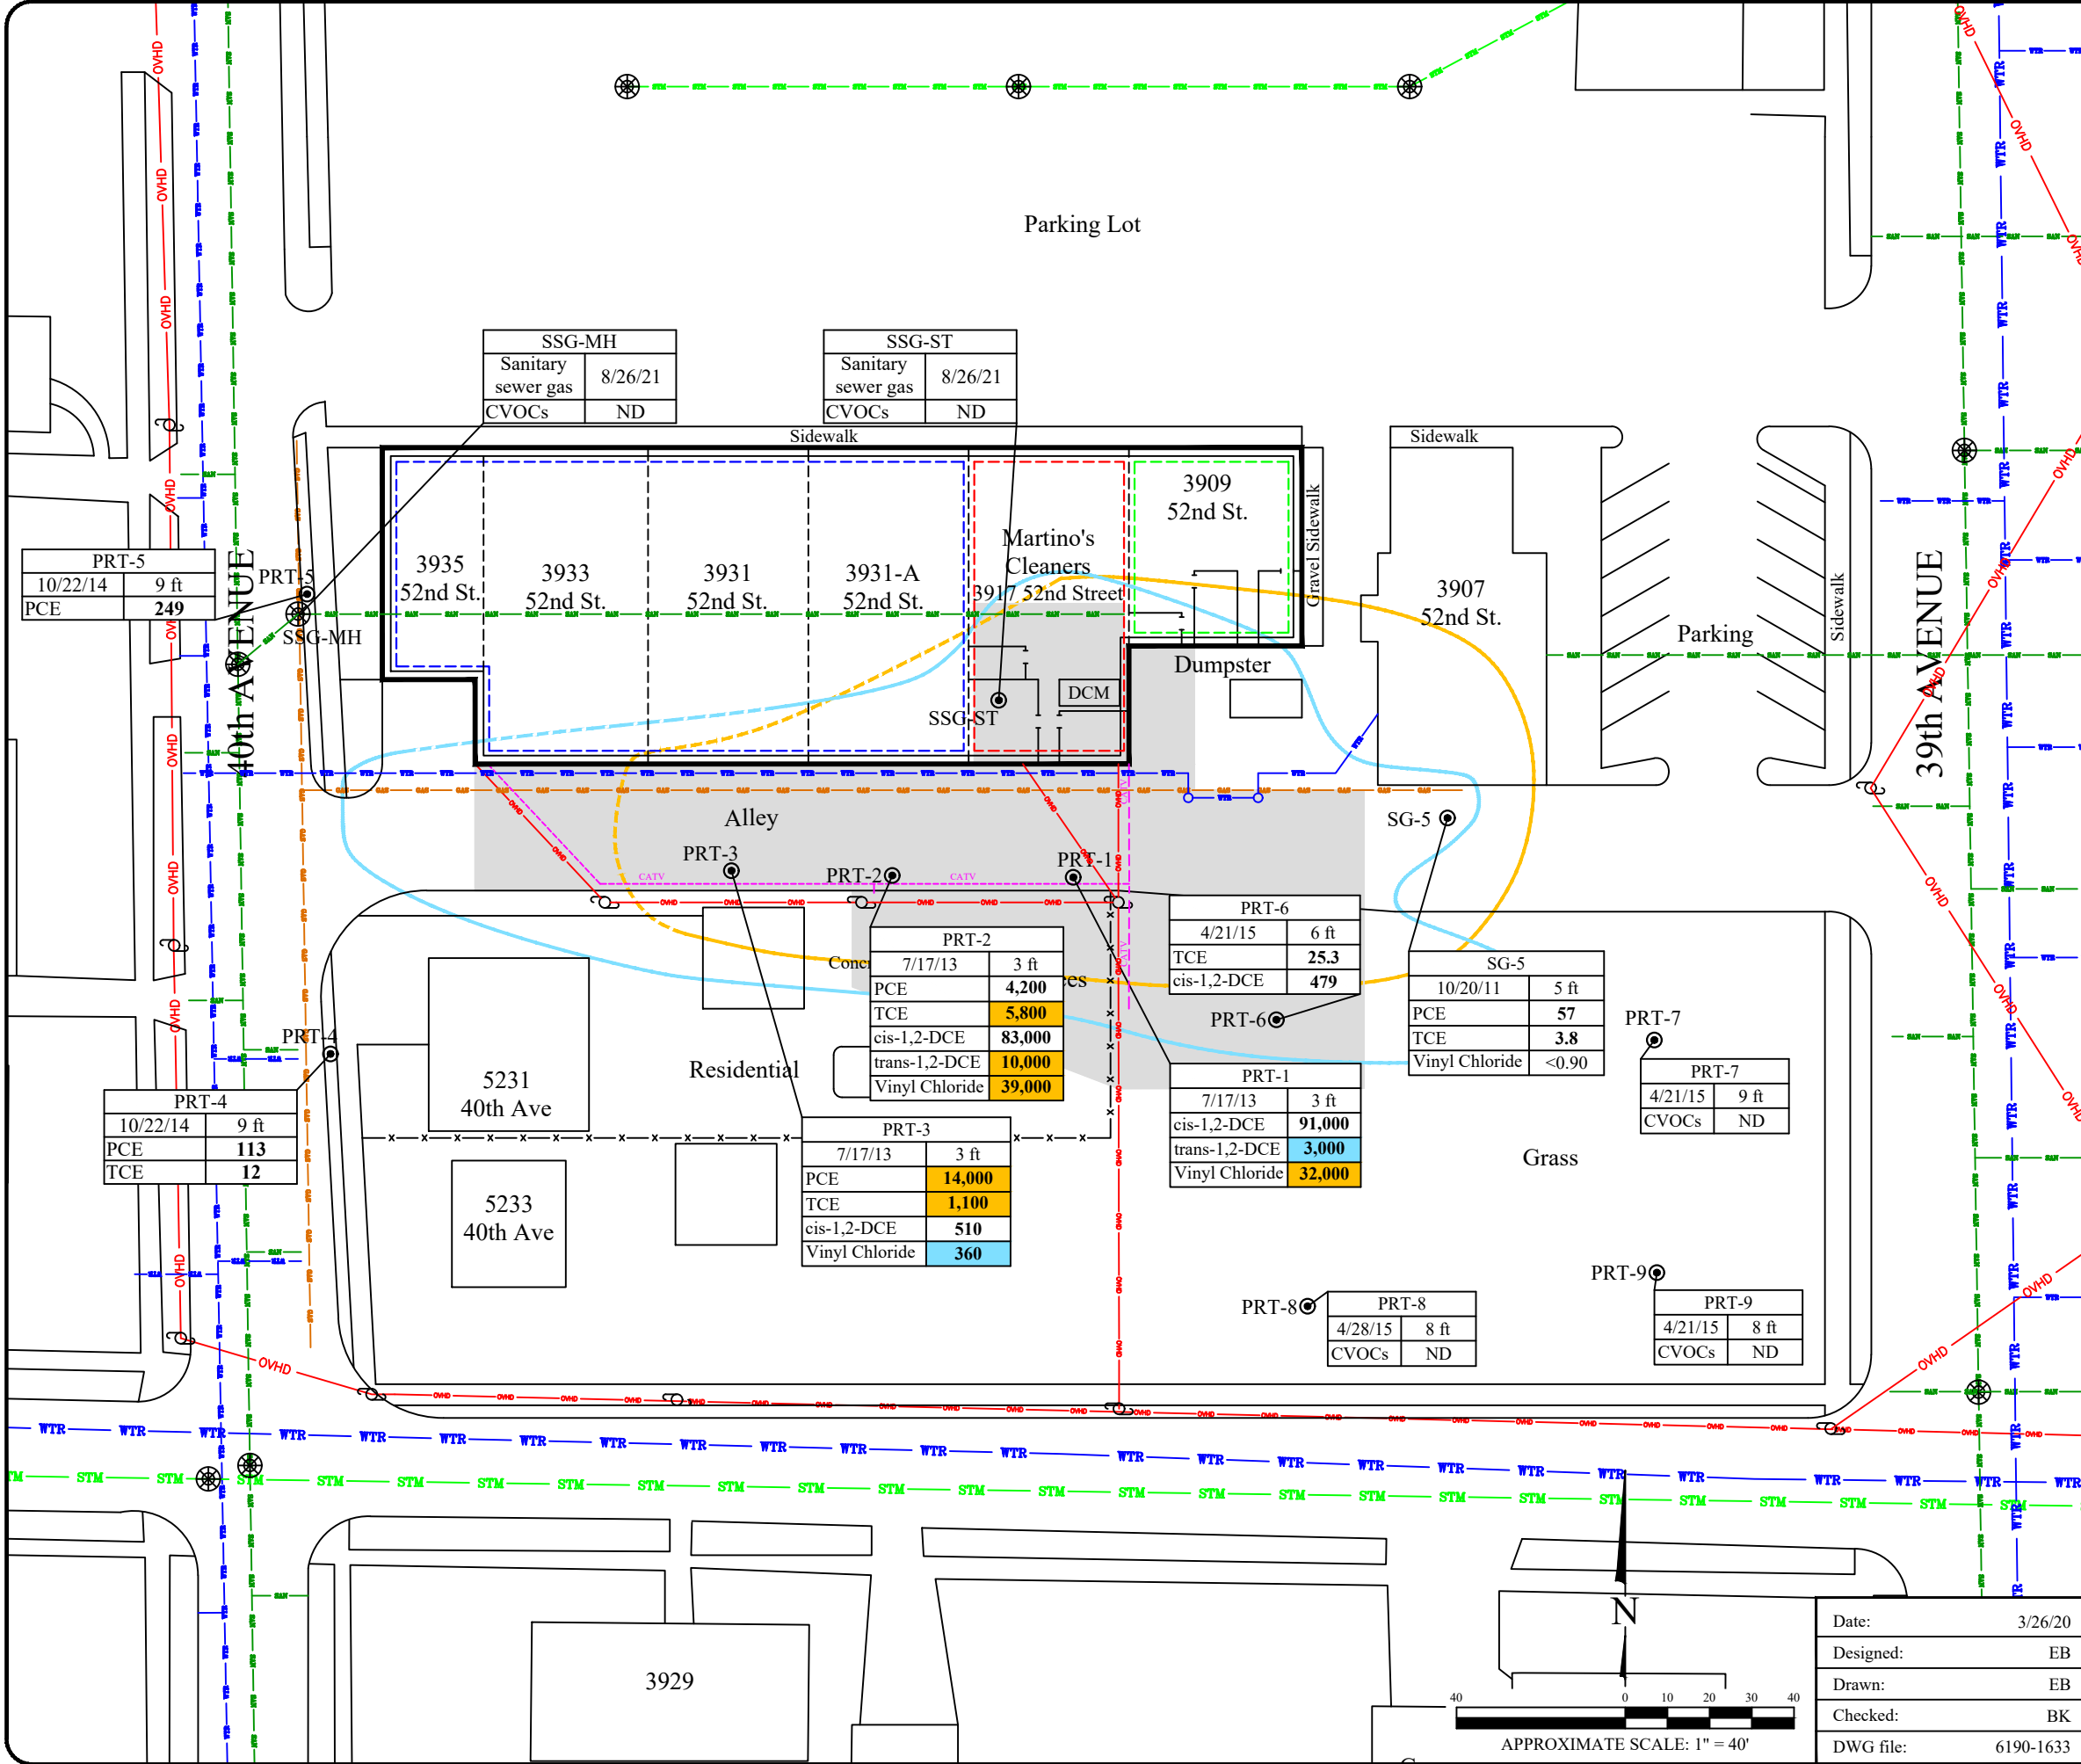 Parking Lot
SSG-MH
Sanitary sewer gas 8/26/21
CVOCs ND
SSG-ST
Sanitary sewer gas 8/26/21
CVOCs ND
Sidewalk
Sidewalk
Gravel Sidewalk
Sidewalk
3935
52nd St.
3933
52nd St.
3931
52nd St.
3931-A
52nd St.
Martino's
Cleaners
3917 52nd Street
3909
52nd St.
3907
52nd St.
Parking
40th AVENUE
39th AVENUE
PRT-5
10/22/14 9 ft
PCE 249
PRT-5
SSG-MH
SSG-ST
DCM
Dumpster
Alley
PRT-3
PRT-2
PRT-1
SG-5
PRT-6
4/21/15 6 ft
TCE 25.3
cis-1,2-DCE 479
PRT-2
7/17/13 3 ft
PCE 4,200
TCE 5,800
cis-1,2-DCE 83,000
trans-1,2-DCE 10,000
Vinyl Chloride 39,000
SG-5
10/20/11 5 ft
PCE 57
TCE 3.8
Vinyl Chloride <0.90
PRT-6
PRT-7
PRT-7
4/21/15 9 ft
CVOCs ND
PRT-1
7/17/13 3 ft
cis-1,2-DCE 91,000
trans-1,2-DCE 3,000
Vinyl Chloride 32,000
PRT-4
PRT-4
10/22/14 9 ft
PCE 113
TCE 12
Residential
5231
40th Ave
PRT-3
7/17/13 3 ft
PCE 14,000
TCE 1,100
cis-1,2-DCE 510
Vinyl Chloride 360
5233
40th Ave
Grass
PRT-8
PRT-8
4/28/15 8 ft
CVOCs ND
PRT-9
PRT-9
4/21/15 8 ft
CVOCs ND
OVHD
WTR
SAN
STM
GAS
CATV
3929
N
40 0 10 20 30 40
APPROXIMATE SCALE: 1" = 40'
Date: 3/26/20
Designed: EB
Drawn: EB
Checked: BK
DWG file: 6190-1633